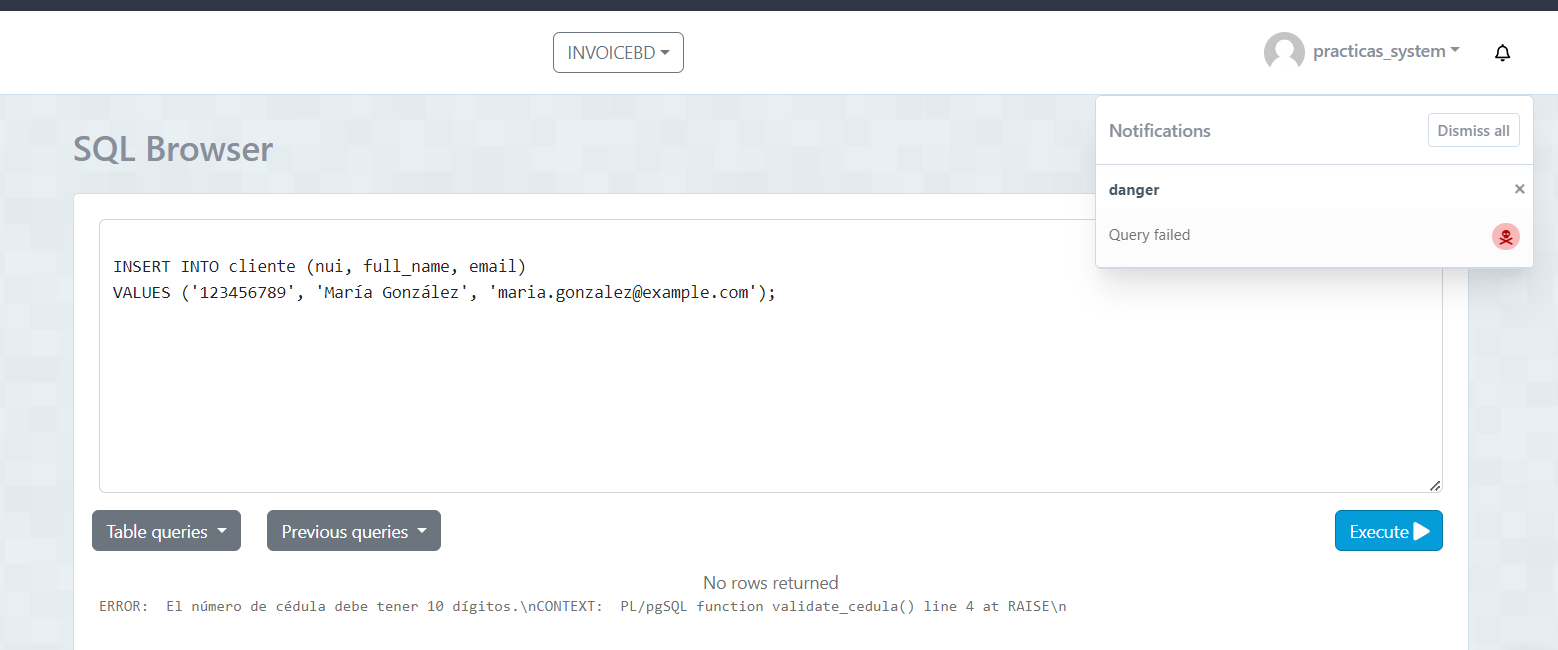 INVOICEBD
practicas_system
Notifications
Dismiss all
danger
×
Query failed
SQL Browser
INSERT INTO cliente (nui, full_name, email)
VALUES ('123456789', 'María González', 'maria.gonzalez@example.com');
Table queries
Previous queries
Execute
No rows returned
ERROR:  El número de cédula debe tener 10 dígitos.\nCONTEXT:  PL/pgSQL function validate_cedula() line 4 at RAISE\n